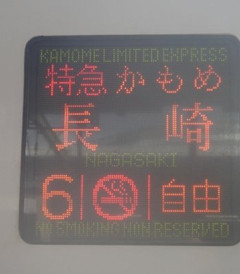 KAMOME LIMITED EXPRESS
特急 かもめ
長崎
NAGASAKI
6 自由
NO SMOKING NON RESERVED